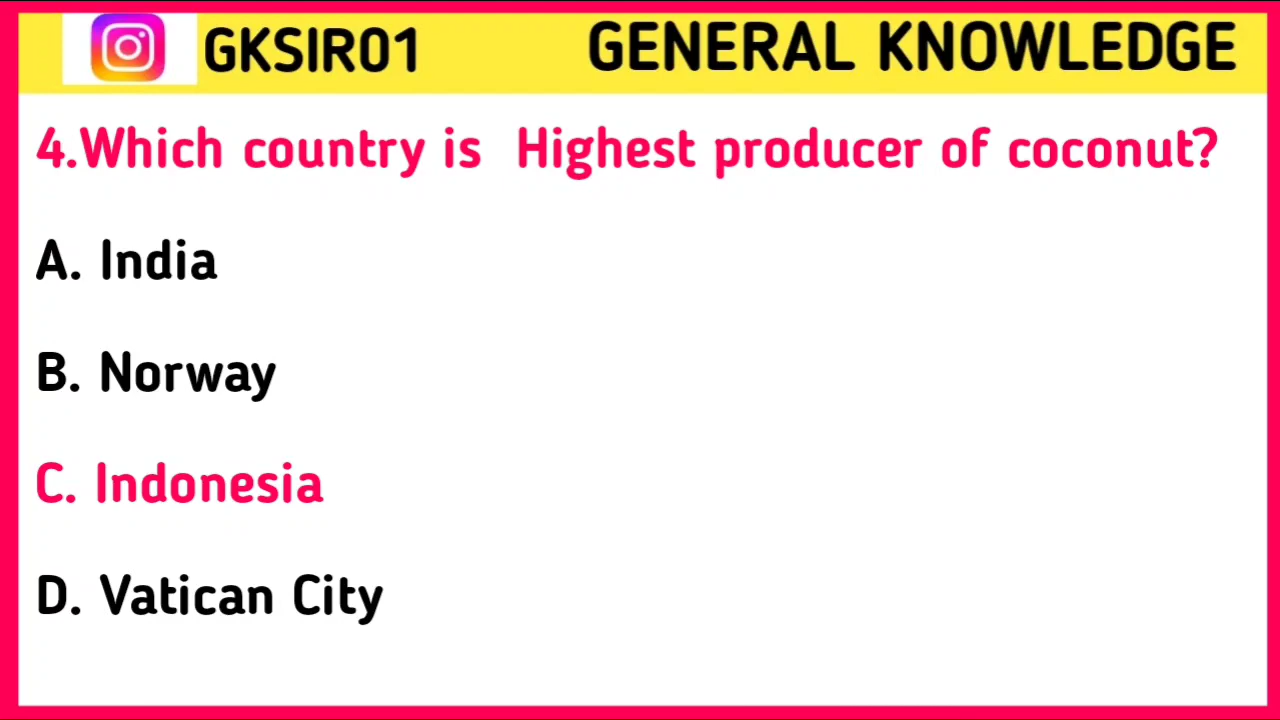 GKSIR01 GENERAL KNOWLEDGE
4.Which country is Highest producer of coconut?
A. India
B. Norway
C. Indonesia
D. Vatican City